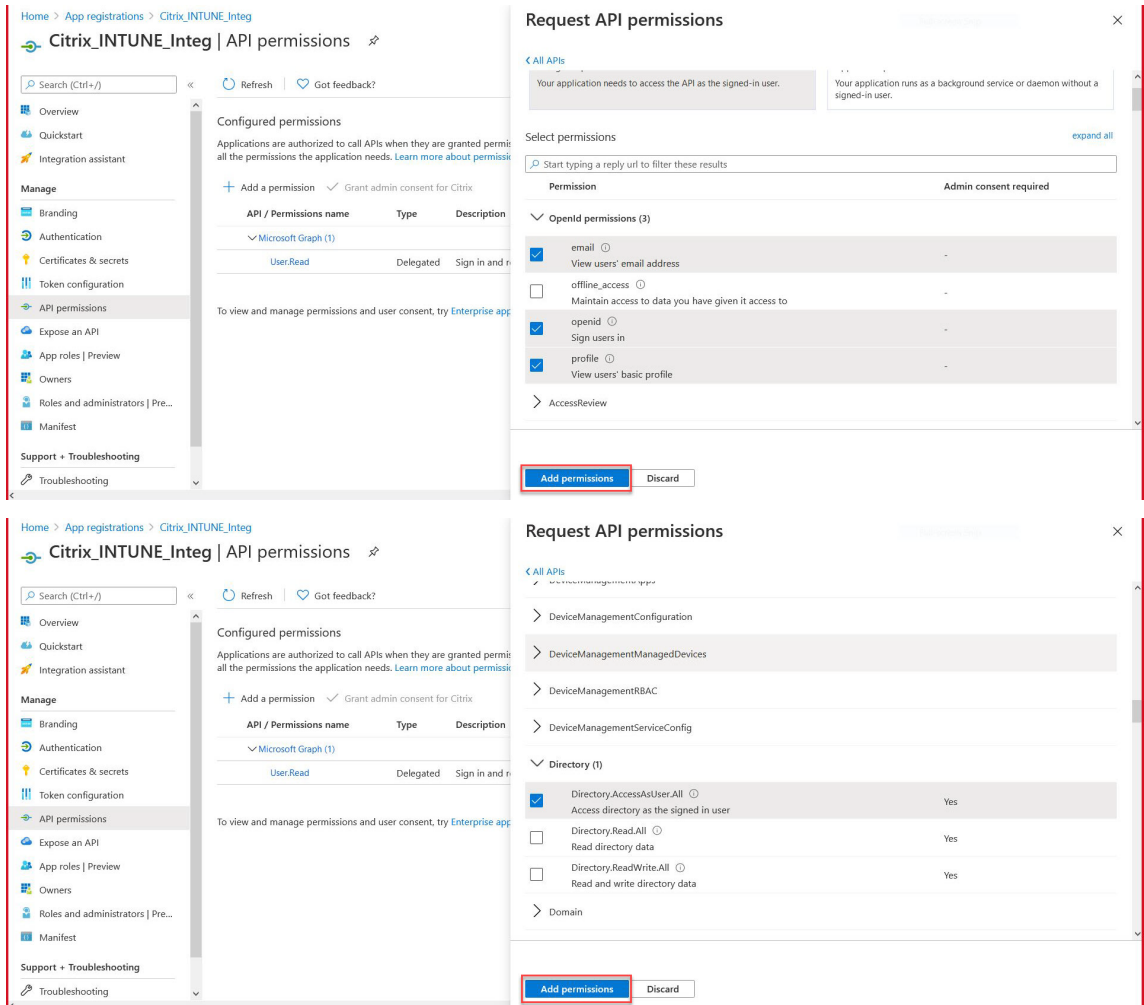 Home > App registrations > Citrix_INTUNE_Integ
Citrix_INTUNE_Integ | API permissions
Search (Ctrl+/)
«
Refresh
Got feedback?
Overview
Quickstart
Integration assistant
Manage
Branding
Authentication
Certificates & secrets
Token configuration
API permissions
Expose an API
App roles | Preview
Owners
Roles and administrators | Pre...
Manifest
Support + Troubleshooting
Troubleshooting
Configured permissions
Applications are authorized to call APIs when they are granted permis
all the permissions the application needs. Learn more about permissi
Add a permission
Grant admin consent for Citrix
API / Permissions name Type Description
Microsoft Graph (1)
User.Read Delegated Sign in and r
To view and manage permissions and user consent, try Enterprise app
Request API permissions
All APIs
Your application needs to access the API as the signed-in user.
Your application runs as a background service or daemon without a
signed-in user.
Select permissions
expand all
Start typing a reply url to filter these results
Permission Admin consent required
OpenId permissions (3)
email
View users' email address
-
offline_access
Maintain access to data you have given it access to
-
openid
Sign users in
-
profile
View users' basic profile
-
AccessReview
Add permissions
Discard
Home > App registrations > Citrix_INTUNE_Integ
Citrix_INTUNE_Integ | API permissions
Search (Ctrl+/)
«
Refresh
Got feedback?
Overview
Quickstart
Integration assistant
Manage
Branding
Authentication
Certificates & secrets
Token configuration
API permissions
Expose an API
App roles | Preview
Owners
Roles and administrators | Pre...
Manifest
Support + Troubleshooting
Troubleshooting
Configured permissions
Applications are authorized to call APIs when they are granted permis
all the permissions the application needs. Learn more about permissi
Add a permission
Grant admin consent for Citrix
API / Permissions name Type Description
Microsoft Graph (1)
User.Read Delegated Sign in and r
To view and manage permissions and user consent, try Enterprise app
Request API permissions
All APIs
DeviceManagementApps
DeviceManagementConfiguration
DeviceManagementManagedDevices
DeviceManagementRBAC
DeviceManagementServiceConfig
Directory (1)
Directory.AccessAsUser.All
Access directory as the signed in user
Yes
Directory.Read.All
Read directory data
Yes
Directory.ReadWrite.All
Read and write directory data
Yes
Domain
Add permissions
Discard